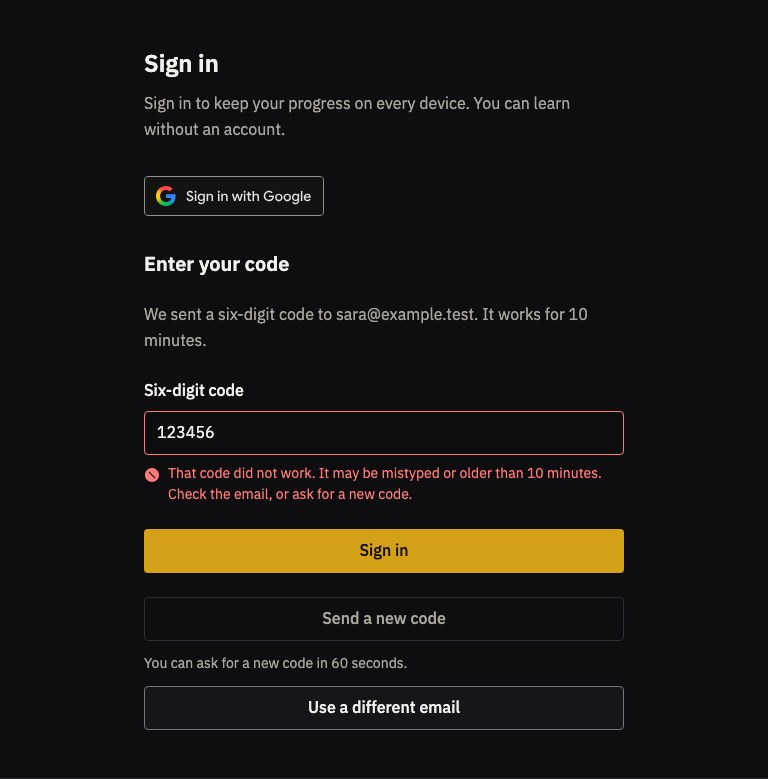 Sign in
Sign in to keep your progress on every device. You can learn
without an account.
Sign in with Google
Enter your code
We sent a six-digit code to sara@example.test. It works for 10
minutes.
Six-digit code
123456
That code did not work. It may be mistyped or older than 10 minutes.
Check the email, or ask for a new code.
Sign in
Send a new code
You can ask for a new code in 60 seconds.
Use a different email